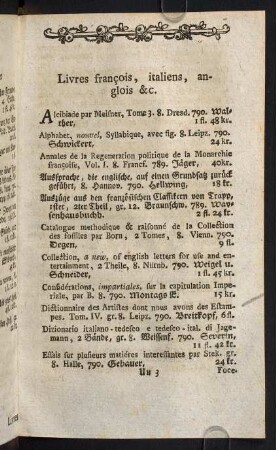 Livres françois, italiens, an-
glois &c.
Alcibiade par Meißner, Tome 3. 8. Dresd. 790. Wal-
ther, 1 fl. 48 kr.
Alphabet, nouvel, Syllabique, avec fig. 8. Leipz. 790.
Schwickert, 24 kr.
Annales de la Regeneration politique de la Monarchie
françoise, Vol. I. 8. Francf. 789. Jäger, 40kr.
Aussprache, die englische, auf einen Grundsatz zurück
geführt, 8. Hannov. 790. Hellwing, 18 kr.
Auszüge aus den französischen Classikern von Trapp,
1ster, 2ter Theil, gr. 12. Braunschw. 789. Way-
senhausbuchh. 2 fl. 24 kr.
Catalogue methodique & raisonné de la Collection
des fossiles par Born, 2 Tomes, 8. Vienn. 790.
Degen, 9 fl.
Collection, a new, of english letters for use and en-
tertainment, 2 Theile, 8. Nürnb. 790. Weigel u.
Schneider, 1 fl. 45 kr.
Considérations, impartiales, sur la capitulation Impe-
riale, par B. 8. 790. Montags E. 15 kr.
Dictionnaire des Artistes dont nous avons des Estam-
pes. Tom. IV. gr. 8. Leipz. 790. Breitkopf, 6fl.
Dizionario italiano-tedesco e tedesco-ital. di Jage-
mann, 2 Bände, gr. 8. Weißenf. 790. Severin,
11 fl. 42 kr.
Essais sur plusieurs matiéres interessantes par Stek. gr.
8. Halle, 790. Gebauer, 24 kr.
Uu 3 Foce-